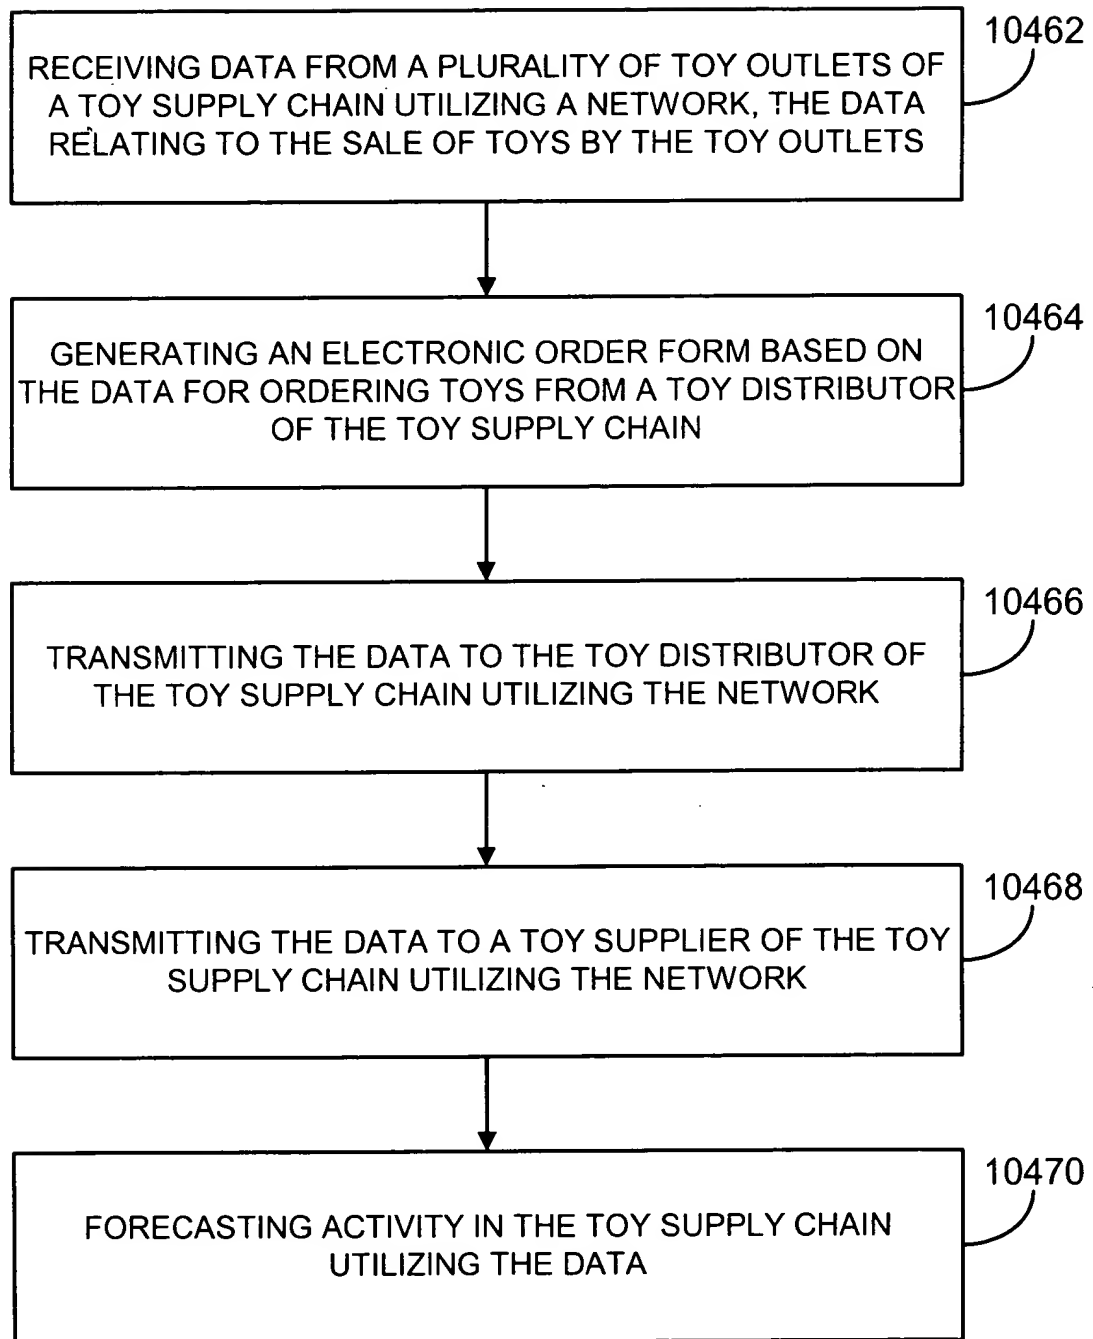 10462
RECEIVING DATA FROM A PLURALITY OF TOY OUTLETS OF
A TOY SUPPLY CHAIN UTILIZING A NETWORK, THE DATA
RELATING TO THE SALE OF TOYS BY THE TOY OUTLETS
10464
GENERATING AN ELECTRONIC ORDER FORM BASED ON
THE DATA FOR ORDERING TOYS FROM A TOY DISTRIBUTOR
OF THE TOY SUPPLY CHAIN
10466
TRANSMITTING THE DATA TO THE TOY DISTRIBUTOR OF
THE TOY SUPPLY CHAIN UTILIZING THE NETWORK
10468
TRANSMITTING THE DATA TO A TOY SUPPLIER OF THE TOY
SUPPLY CHAIN UTILIZING THE NETWORK
10470
FORECASTING ACTIVITY IN THE TOY SUPPLY CHAIN
UTILIZING THE DATA